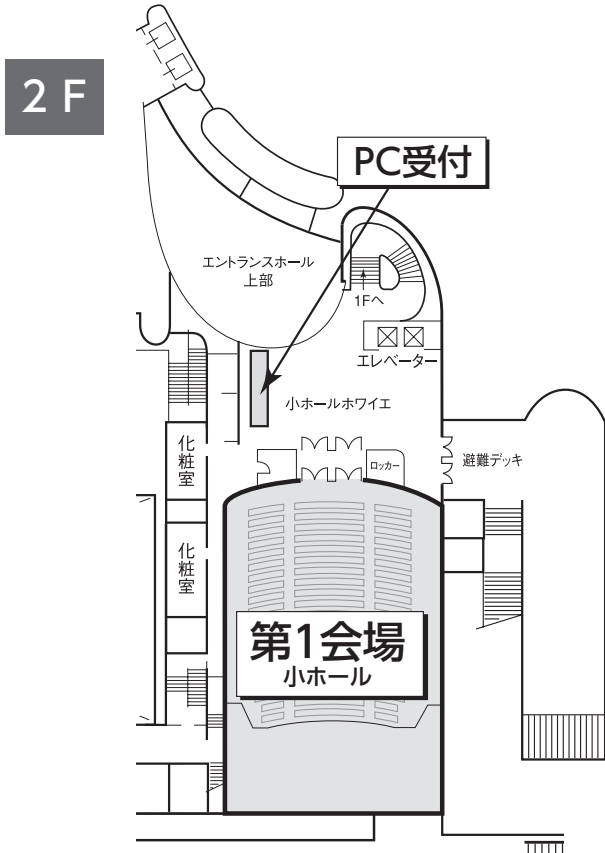 2 F
PC受付
エントランスホール
上部
1Fへ
エレベーター
小ホールホワイエ
化粧室
ロッカー
避難デッキ
化粧室
第1会場
小ホール